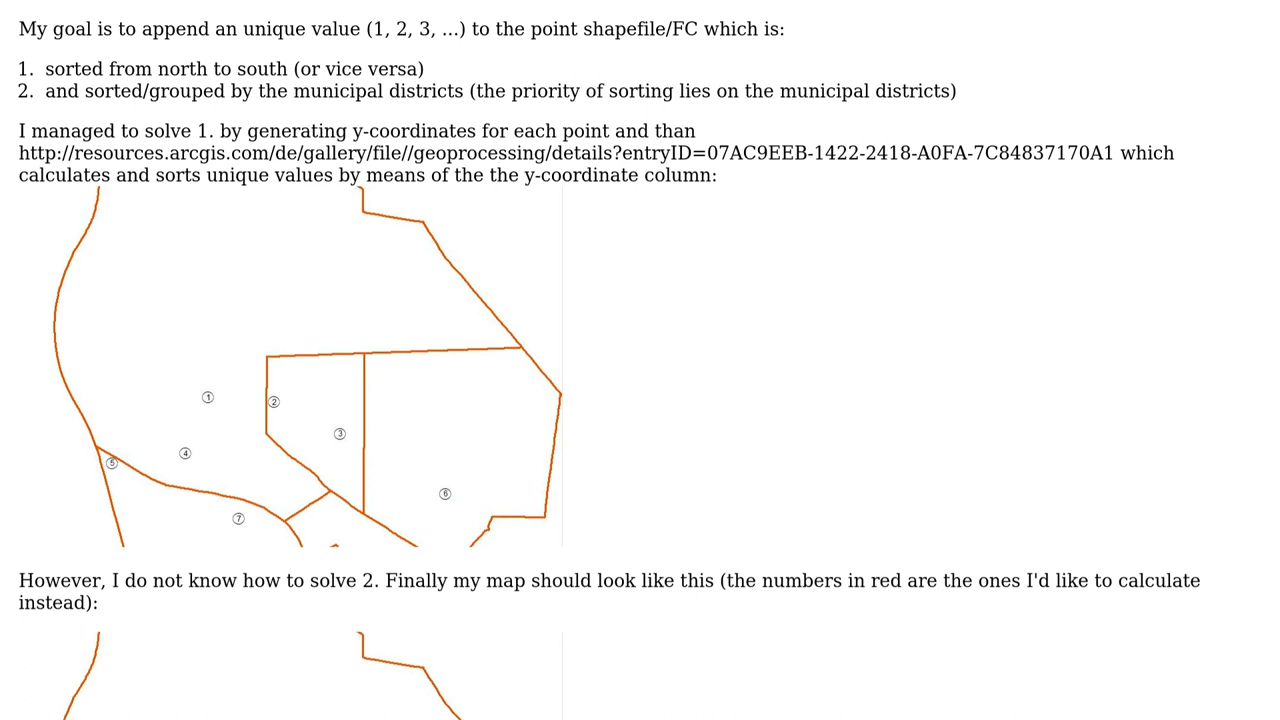 My goal is to append an unique value (1, 2, 3, ...) to the point shapefile/FC which is:
1. sorted from north to south (or vice versa)
2. and sorted/grouped by the municipal districts (the priority of sorting lies on the municipal districts)
I managed to solve 1. by generating y-coordinates for each point and than
http://resources.arcgis.com/de/gallery/file//geoprocessing/details?entryID=07AC9EEB-1422-2418-A0FA-7C84837170A1 which
calculates and sorts unique values by means of the the y-coordinate column:
1
2
3
4
5
6
7
However, I do not know how to solve 2. Finally my map should look like this (the numbers in red are the ones I'd like to calculate
instead):